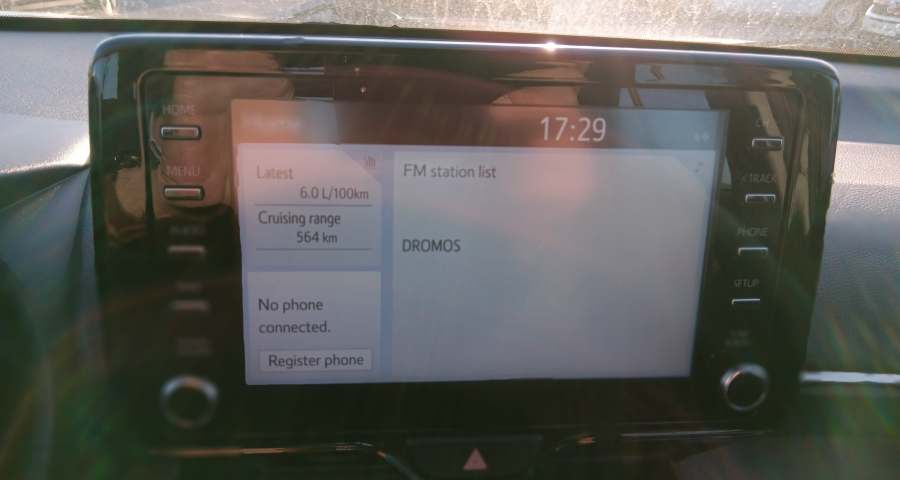 HOME
17:29
MENU
Latest
6.0 L/100km
Cruising range
564 km
No phone
connected.
Register phone
FM station list
DROMOS
TRACK
PHONE
SETUP